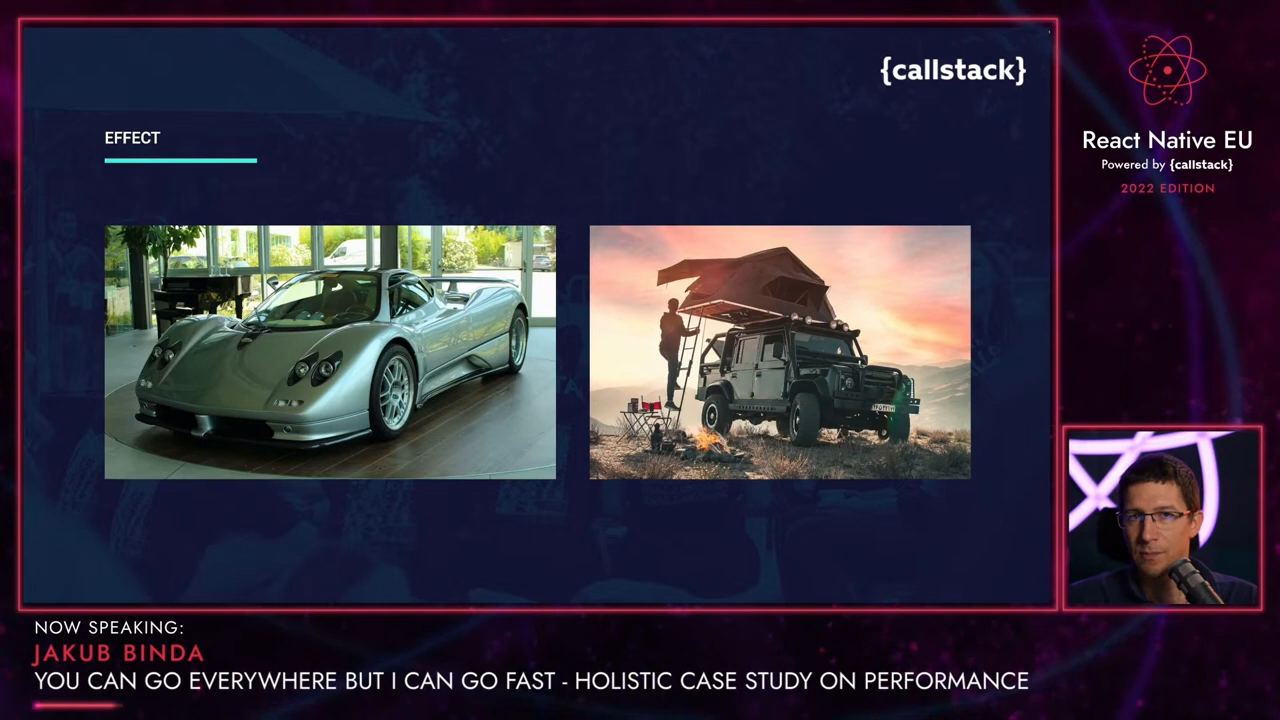 {callstack}
EFFECT
React Native EU
Powered by {callstack}
2022 EDITION
NOW SPEAKING:
JAKUB BINDA
YOU CAN GO EVERYWHERE BUT I CAN GO FAST - HOLISTIC CASE STUDY ON PERFORMANCE